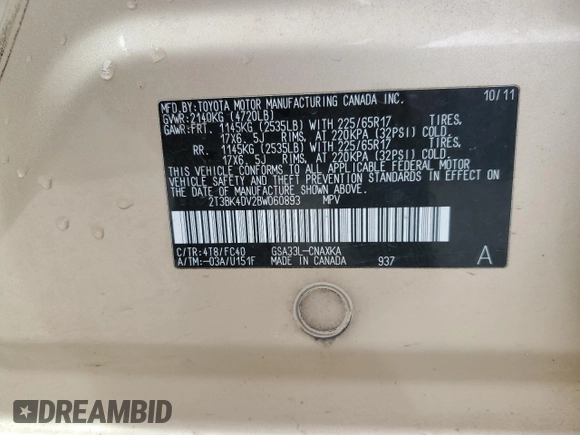 MFD. BY: TOYOTA MOTOR MANUFACTURING CANADA INC. 10/11
GVWR: 2140KG (4720LB)
GAWR: FRT. 1145KG (2535LB) WITH 225/65R17 TIRES,
17X6. 5J RIMS, AT 220KPA (32PSI) COLD.
RR. 1145KG (2535LB) WITH 225/65R17 TIRES,
17X6. 5J RIMS, AT 220KPA (32PSI) COLD.
THIS VEHICLE CONFORMS TO ALL APPLICABLE FEDERAL MOTOR
VEHICLE SAFETY STANDARDS IN EFFECT ON
THE DATE OF MANUFACTURE SHOWN ABOVE.
2T3BK4DV2BW060893 MPV
C/TR: 4T8/FC40 GSA33L-CNAXKA
A/TM: -03A/U151F MADE IN CANADA 937 A
DREAMBID